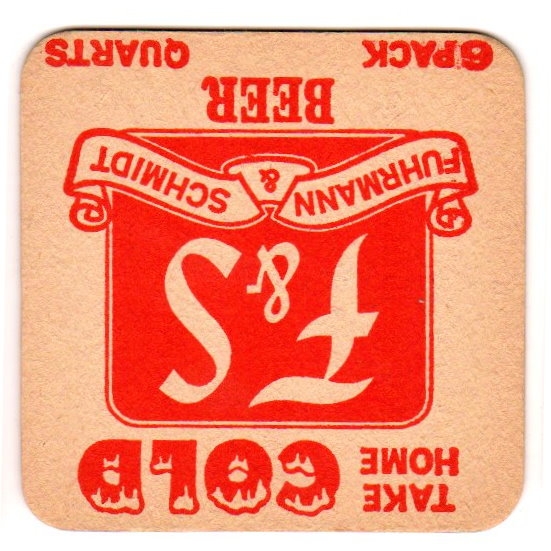 TAKE HOME COLD
F&S
FUHRMANN & SCHMIDT
BEER
6 PACK QUARTS